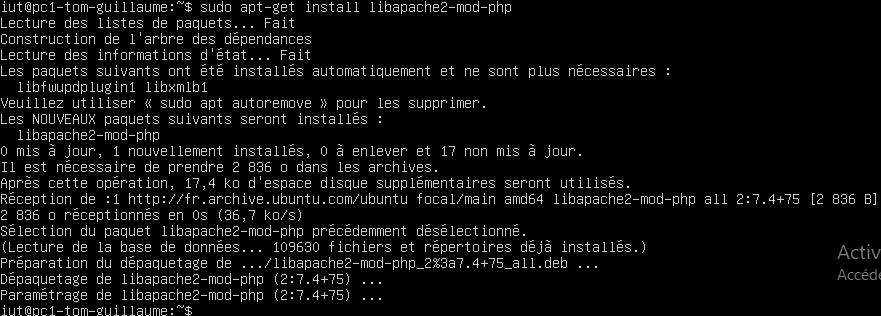 iut@pc1-tom-guillaume:~$ sudo apt-get install libapache2-mod-php
Lecture des listes de paquets... Fait
Construction de l'arbre des dépendances
Lecture des informations d'état... Fait
Les paquets suivants ont été installés automatiquement et ne sont plus nécessaires :
  libfwupdplugin1 libxmlb1
Veuillez utiliser « sudo apt autoremove » pour les supprimer.
Les NOUVEAUX paquets suivants seront installés :
  libapache2-mod-php
0 mis à jour, 1 nouvellement installés, 0 à enlever et 17 non mis à jour.
Il est nécessaire de prendre 2 836 o dans les archives.
Après cette opération, 17,4 ko d'espace disque supplémentaires seront utilisés.
Réception de :1 http://fr.archive.ubuntu.com/ubuntu focal/main amd64 libapache2-mod-php all 2:7.4+75 [2 836 B]
2 836 o réceptionnés en 0s (36,7 ko/s)
Sélection du paquet libapache2-mod-php précédemment désélectionné.
(Lecture de la base de données... 109630 fichiers et répertoires déjà installés.)
Préparation du dépaquetage de .../libapache2-mod-php_2%3a7.4+75_all.deb ...
Dépaquetage de libapache2-mod-php (2:7.4+75) ...
Paramétrage de libapache2-mod-php (2:7.4+75) ...
iut@pc1-tom-guillaume:~$
Activ
Accéde